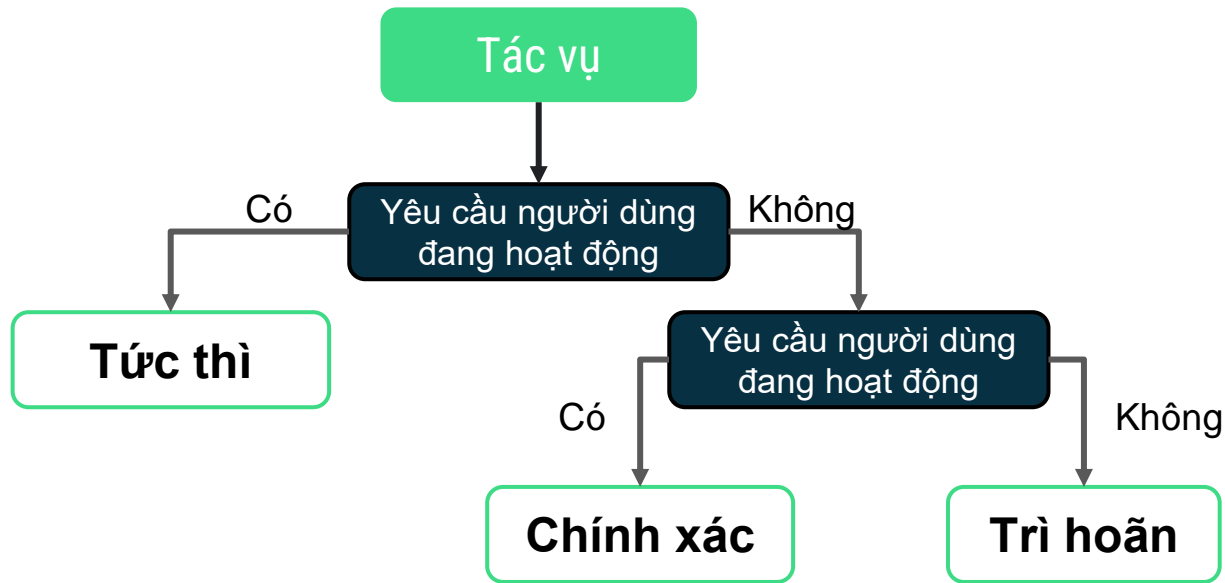 Tác vụ
Có
Yêu cầu người dùng
đang hoạt động
Không
Tức thì
Yêu cầu người dùng
đang hoạt động
Có
Không
Chính xác
Trì hoãn